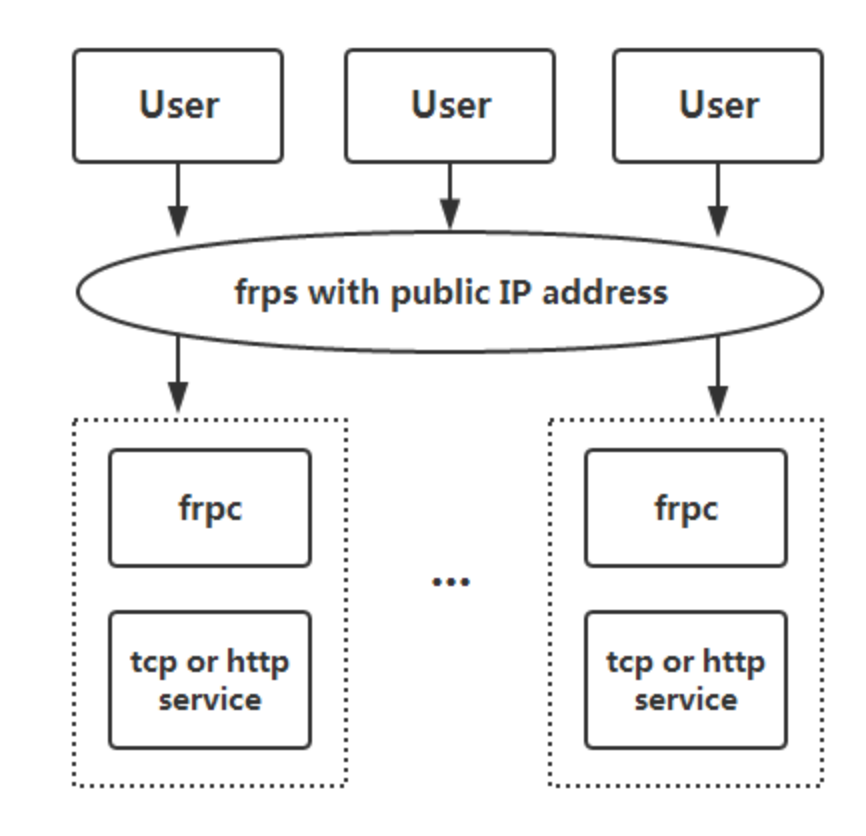 User
User
User
frps with public IP address
frpc
frpc
...
tcp or http
service
tcp or http
service